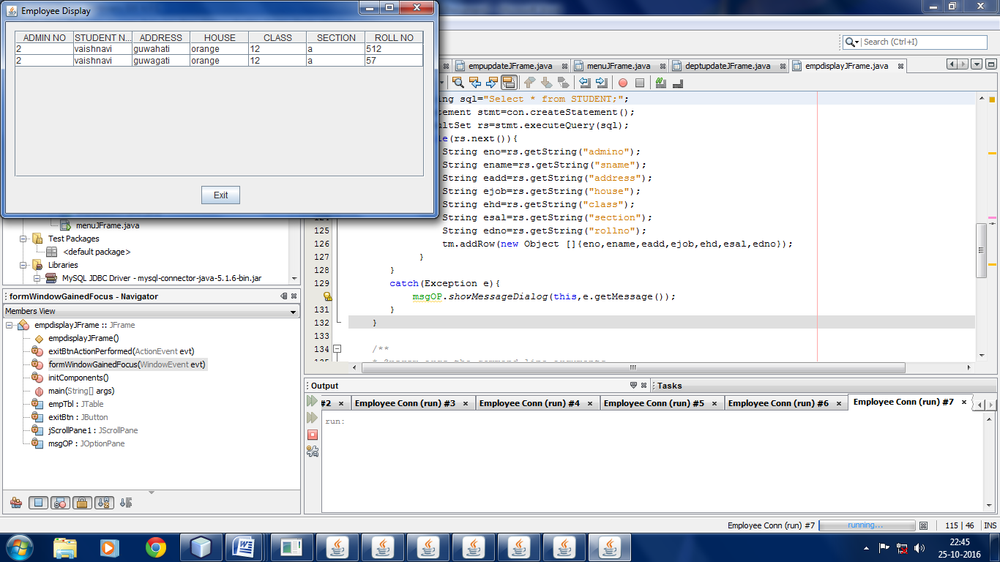 Employee Display
ADMIN NO STUDENT N... ADDRESS HOUSE CLASS SECTION ROLL NO
2 vaishnavi guwahati orange 12 a 512
2 vaishnavi guwagati orange 12 a 57
Exit
Search (Ctrl+I)
empupdateJFrame.java menuJFrame.java deptupdateJFrame.java empdisplayJFrame.java
ing sql="Select * from STUDENT;";
tement stmt=con.createStatement();
ultSet rs=stmt.executeQuery(sql);
le(rs.next()){
String eno=rs.getString("admino");
String ename=rs.getString("sname");
String eadd=rs.getString("address");
String ejob=rs.getString("house");
String ehd=rs.getString("class");
String esal=rs.getString("section");
125 String edno=rs.getString("rollno");
126 tm.addRow(new Object []{eno,ename,eadd,ejob,ehd,esal,edno});
127 }
128 }
129 catch(Exception e){
msgOP.showMessageDialog(this,e.getMessage());
131 }
132 }
133
134 /**
menuJFrame.java
Test Packages
<default package>
Libraries
MySQL JDBC Driver - mysql-connector-java-5.1.6-bin.jar
formWindowGainedFocus - Navigator
Members View
empdisplayJFrame :: JFrame
empdisplayJFrame()
exitBtnActionPerformed(ActionEvent evt)
formWindowGainedFocus(WindowEvent evt)
initComponents()
main(String[] args)
empTbl : JTable
exitBtn : JButton
jScrollPane1 : JScrollPane
msgOP : JOptionPane
Output Tasks
#2 Employee Conn (run) #3 Employee Conn (run) #4 Employee Conn (run) #5 Employee Conn (run) #6 Employee Conn (run) #7
run:
Employee Conn (run) #7 running... 115 | 46 INS
22:45
25-10-2016